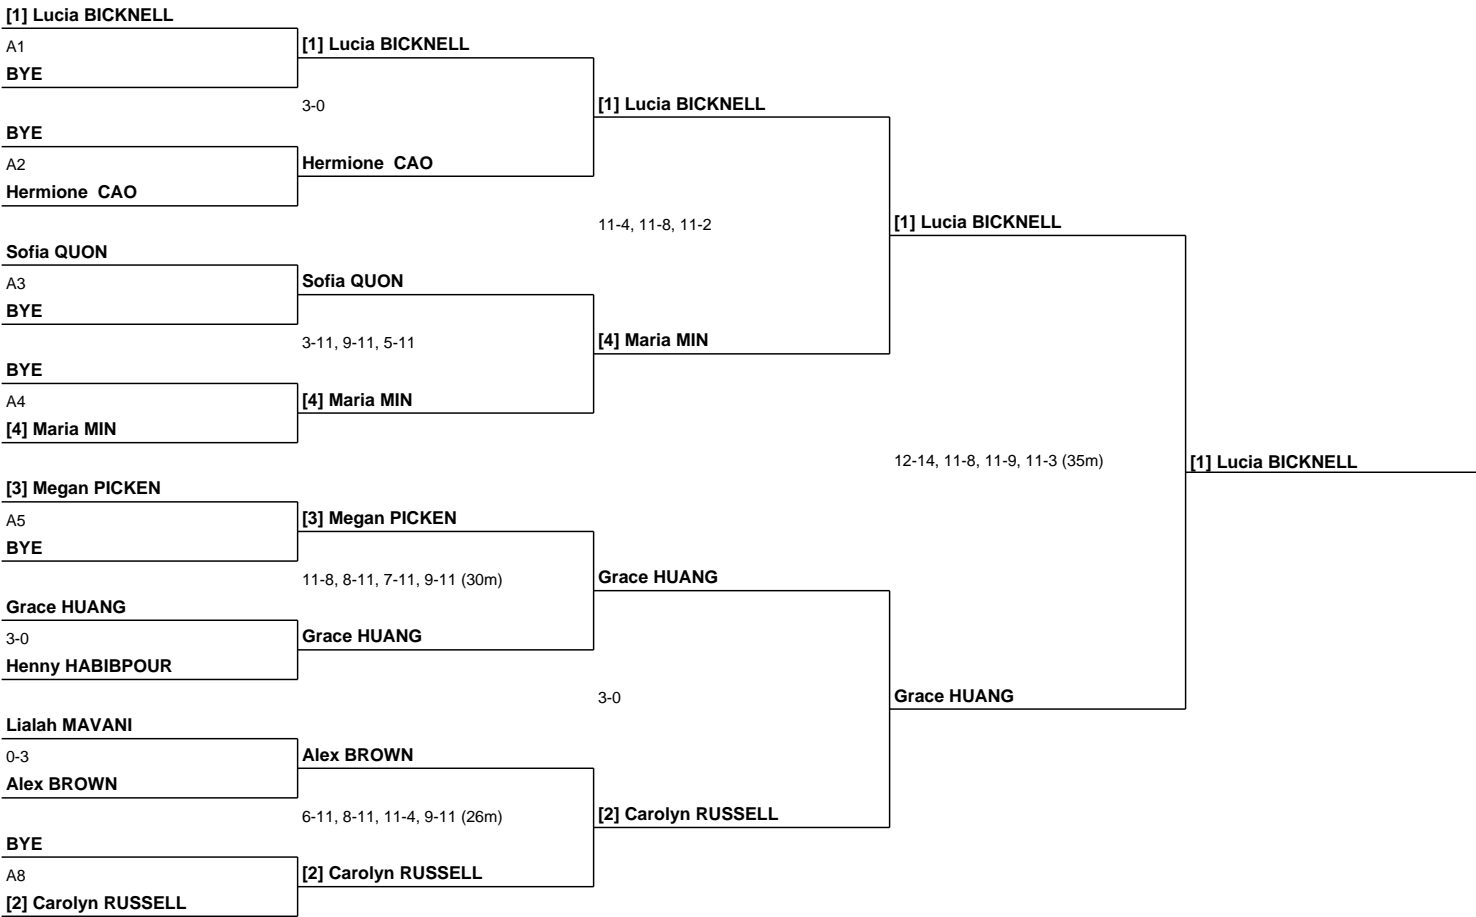 [1] Lucia BICKNELL
A1
BYE
BYE
A2
Hermione  CAO
Sofia QUON
A3
BYE
BYE
A4
[4] Maria MIN
[3] Megan PICKEN
A5
BYE
Grace HUANG
3-0
Henny HABIBPOUR
Lialah MAVANI
0-3
Alex BROWN
BYE
A8
[2] Carolyn RUSSELL
[1] Lucia BICKNELL
3-0
Hermione  CAO
Sofia QUON
3-11, 9-11, 5-11
[4] Maria MIN
[3] Megan PICKEN
11-8, 8-11, 7-11, 9-11 (30m)
Grace HUANG
Alex BROWN
6-11, 8-11, 11-4, 9-11 (26m)
[2] Carolyn RUSSELL
[1] Lucia BICKNELL
11-4, 11-8, 11-2
[4] Maria MIN
Grace HUANG
3-0
[2] Carolyn RUSSELL
[1] Lucia BICKNELL
12-14, 11-8, 11-9, 11-3 (35m)
Grace HUANG
[1] Lucia BICKNELL